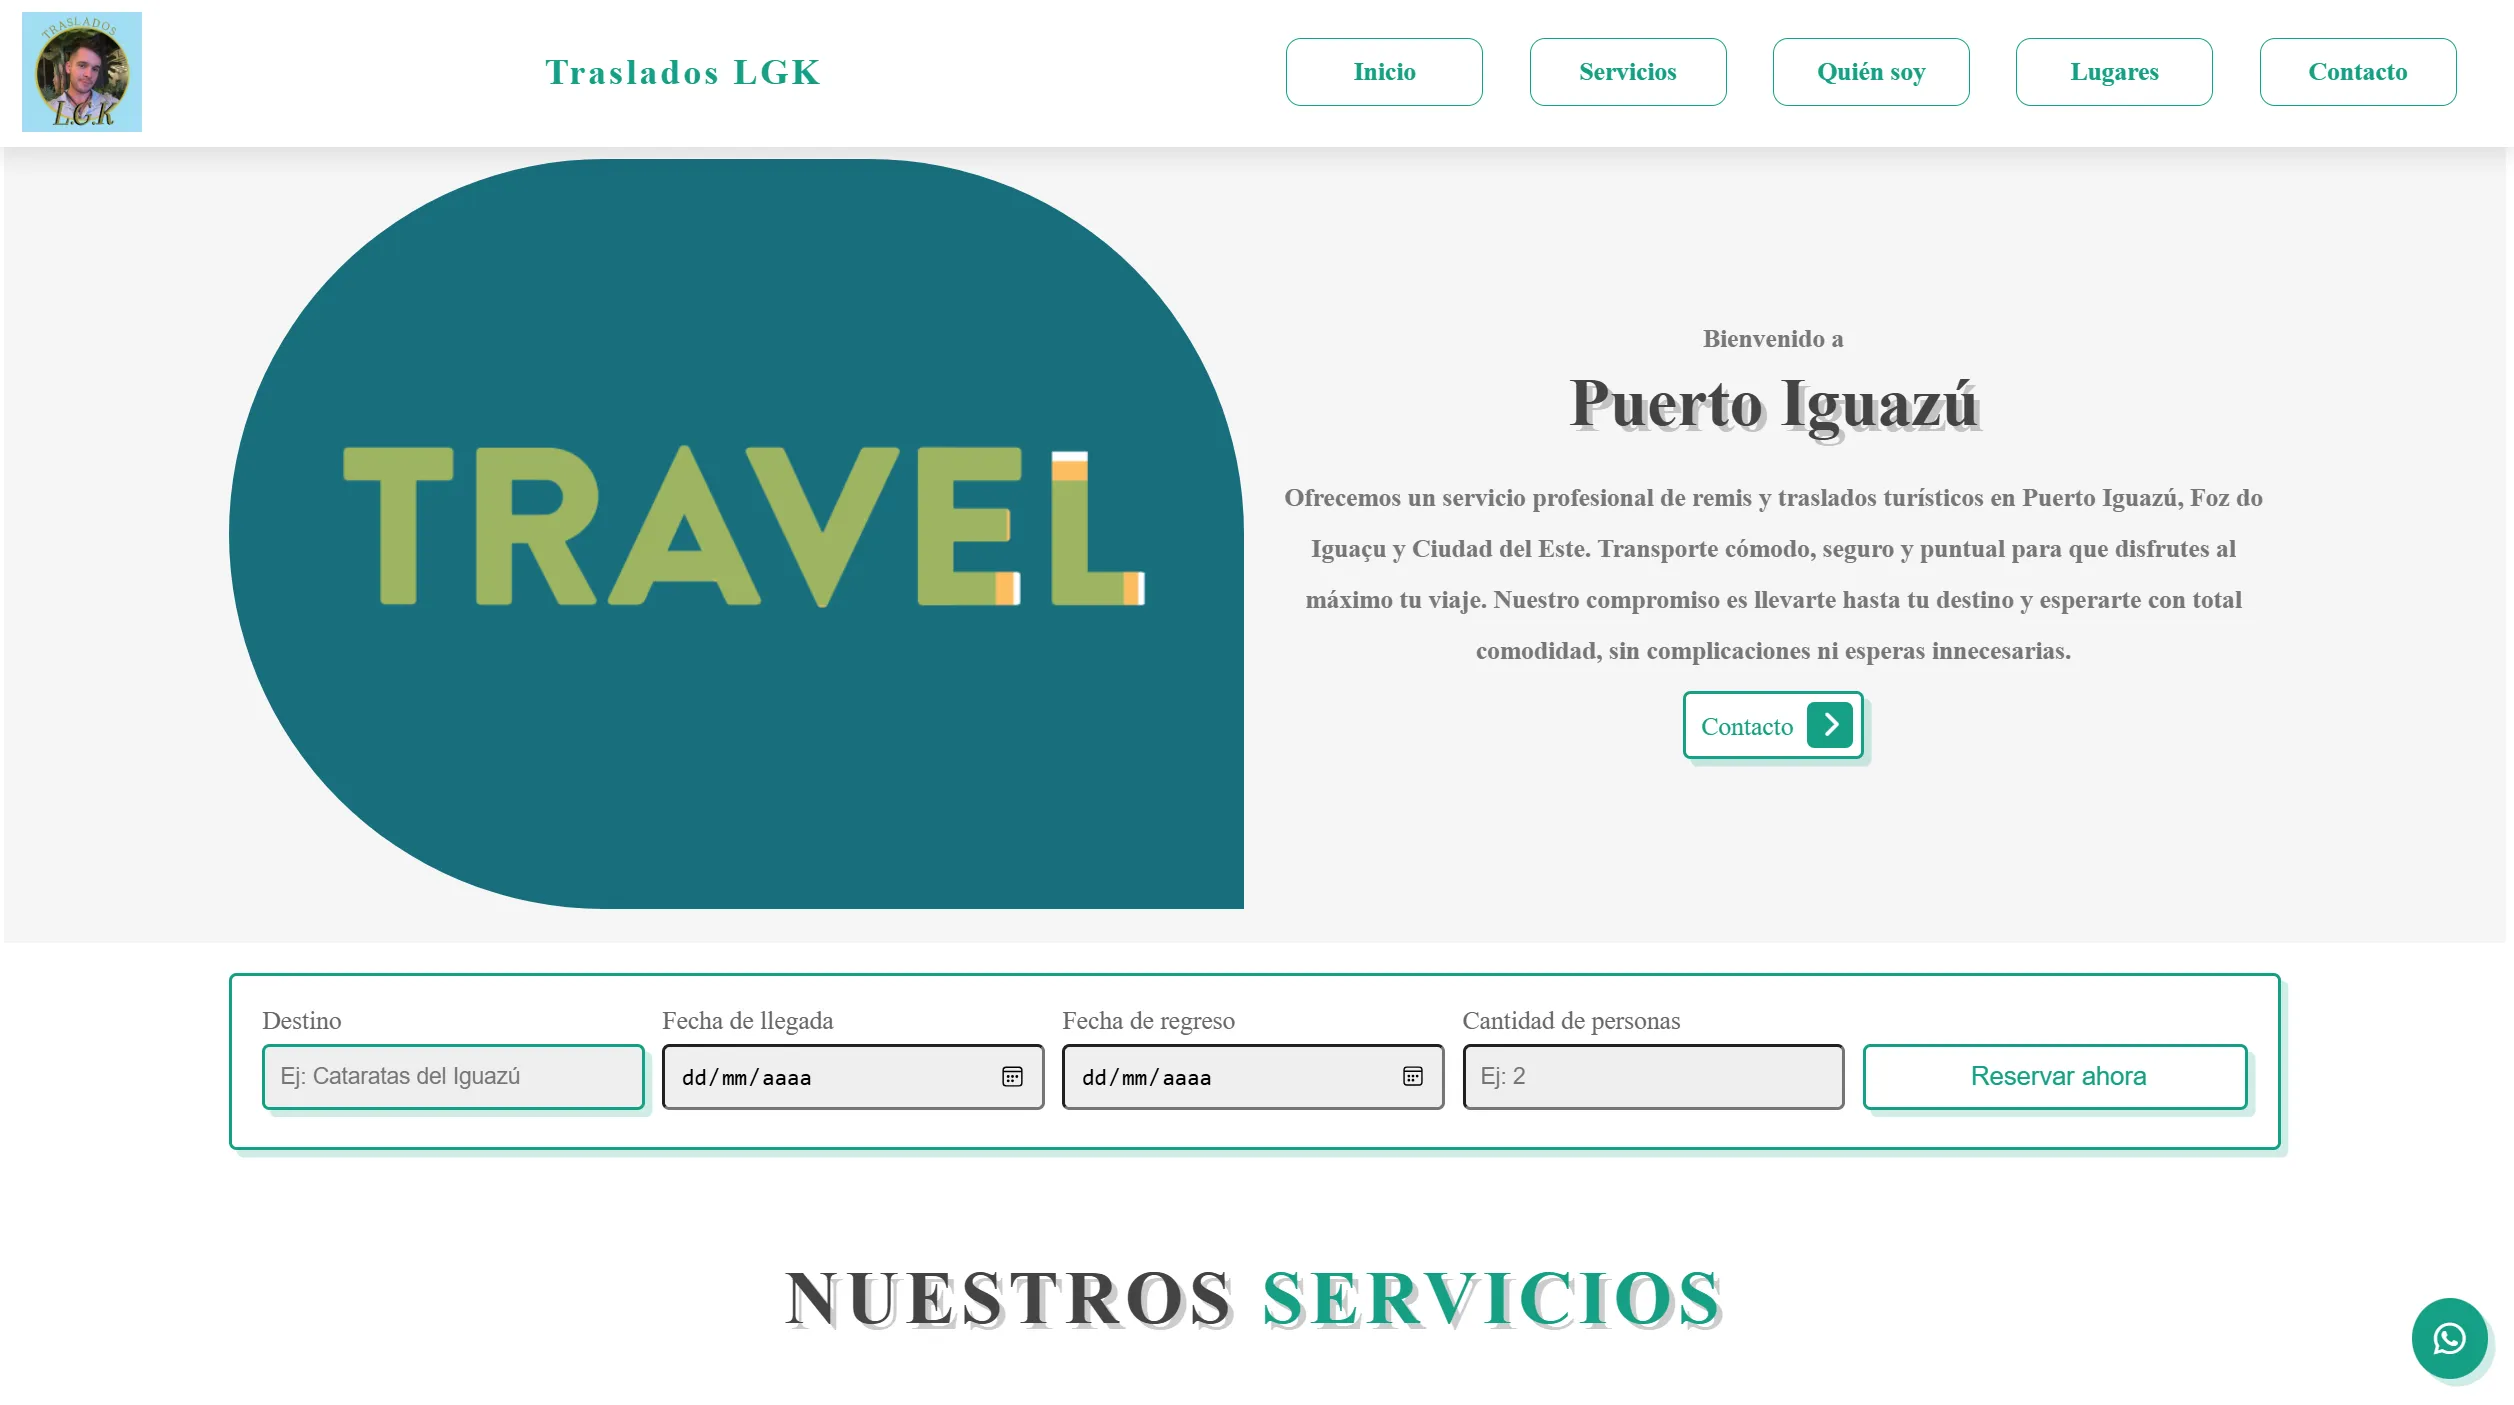 TRASLADOS
L.G.K
Traslados LGK
Inicio
Servicios
Quién soy
Lugares
Contacto
TRAVEL
Bienvenido a
Puerto Iguazú
Ofrecemos un servicio profesional de remis y traslados turísticos en Puerto Iguazú, Foz do
Iguaçu y Ciudad del Este. Transporte cómodo, seguro y puntual para que disfrutes al
máximo tu viaje. Nuestro compromiso es llevarte hasta tu destino y esperarte con total
comodidad, sin complicaciones ni esperas innecesarias.
Contacto
Destino
Ej: Cataratas del Iguazú
Fecha de llegada
dd/mm/aaaa
Fecha de regreso
dd/mm/aaaa
Cantidad de personas
Ej: 2
Reservar ahora
NUESTROS SERVICIOS